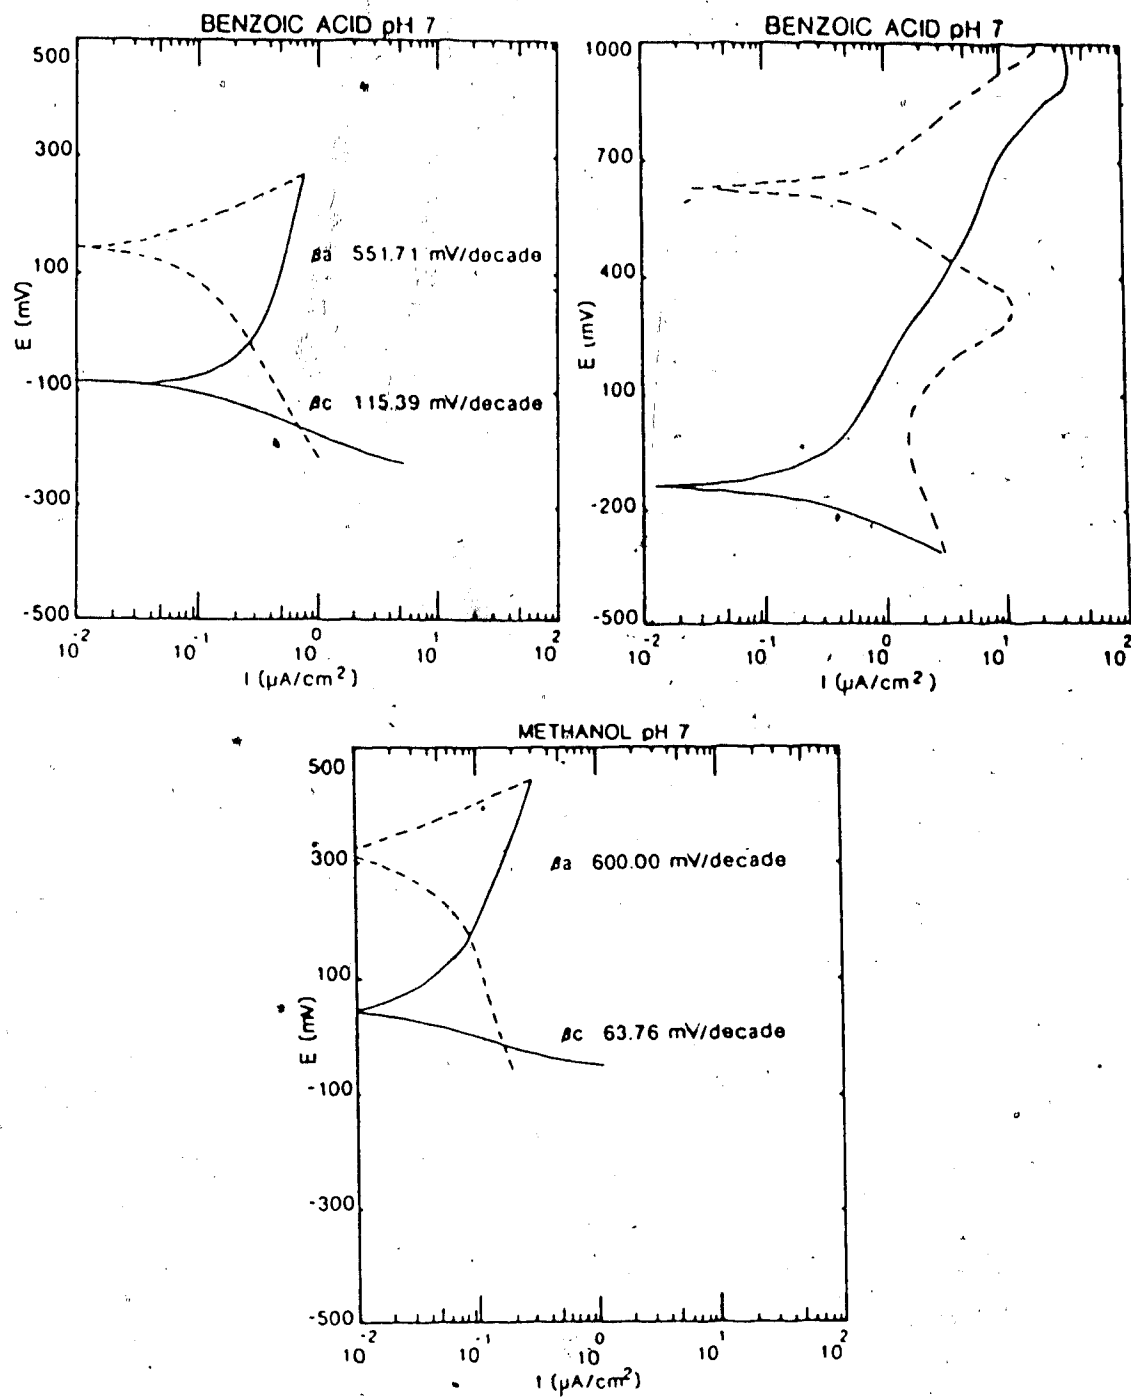 BENZOIC ACID pH 7
500
300
100
-100
-300
-500
E (mV)
βa 551.71 mV/decade
βc 115.39 mV/decade
10-2 10-1 100 101 102
I (µA/cm2)
BENZOIC ACID pH 7
1000
700
400
100
-200
-500
E (mV)
10-2 10-1 100 101 102
I (µA/cm2)
METHANOL pH 7
500
300
100
-100
-300
-500
E (mV)
βa 600.00 mV/decade
βc 63.76 mV/decade
10-2 10-1 100 101 102
I (µA/cm2)